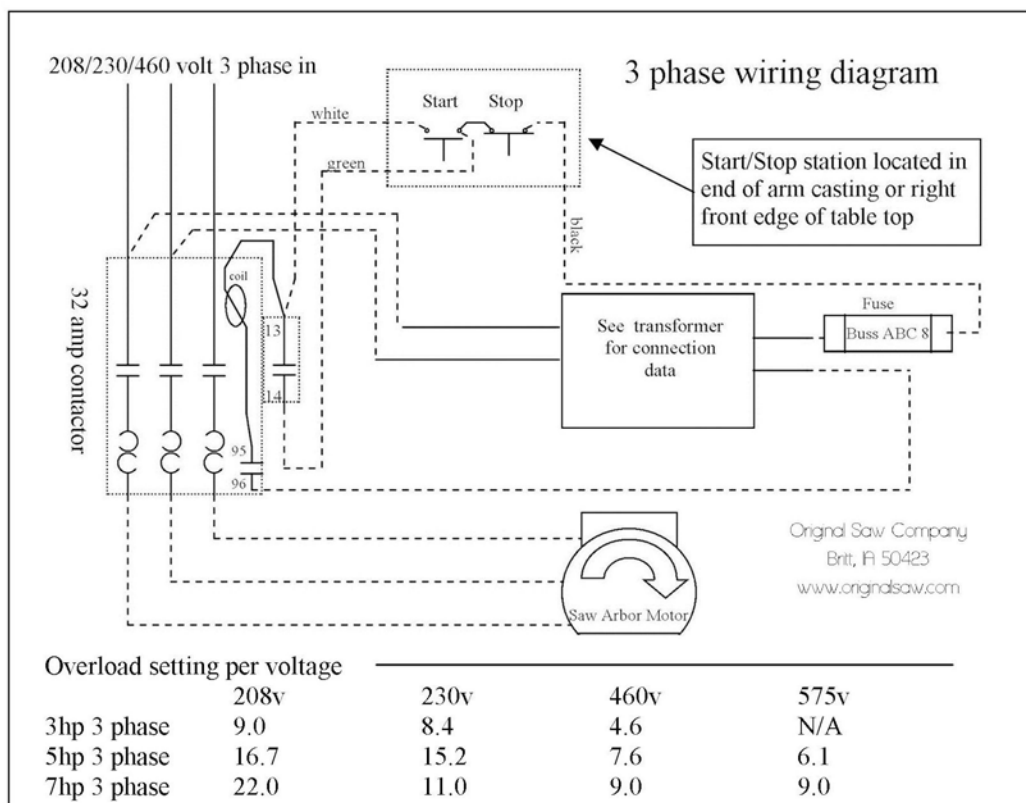 208/230/460 volt 3 phase in
3 phase wiring diagram
Start Stop
white
green
black
Start/Stop station located in
end of arm casting or right
front edge of table top
32 amp contactor
coil
13
14
95
96
See transformer
for connection
data
Fuse
Buss ABC 8
Saw Arbor Motor
Original Saw Company
Britt, IA 50423
www.originalsaw.com
Overload setting per voltage
208v 230v 460v 575v
3hp 3 phase 9.0 8.4 4.6 N/A
5hp 3 phase 16.7 15.2 7.6 6.1
7hp 3 phase 22.0 11.0 9.0 9.0